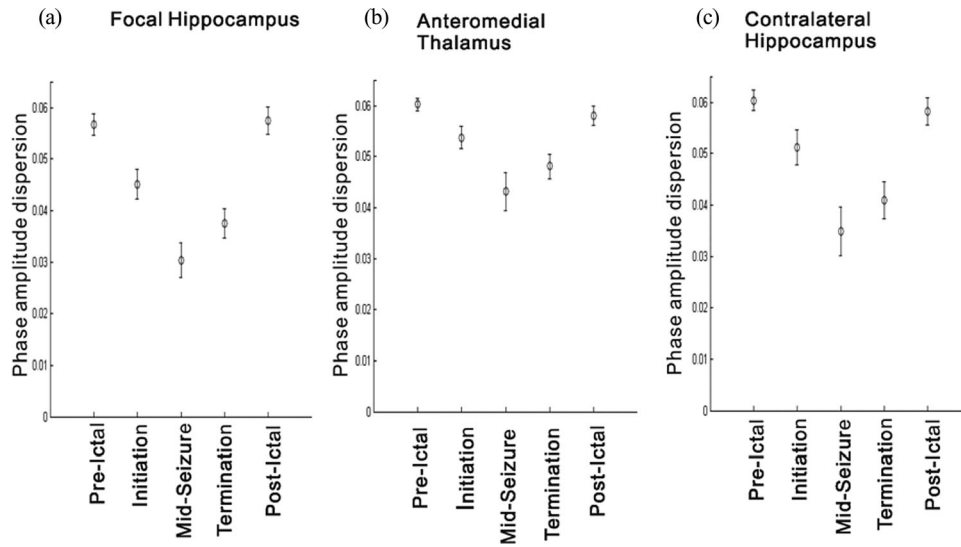 (a)
Focal Hippocampus
Phase amplitude dispersion
0.06
0.05
0.04
0.03
0.02
0.01
0
Pre-Ictal
Initiation
Mid-Seizure
Termination
Post-Ictal
(b)
Anteromedial
Thalamus
Phase amplitude dispersion
0.06
0.05
0.04
0.03
0.02
0.01
0
Pre-Ictal
Initiation
Mid-Seizure
Termination
Post-Ictal
(c)
Contralateral
Hippocampus
Phase amplitude dispersion
0.06
0.05
0.04
0.03
0.02
0.01
0
Pre-Ictal
Initiation
Mid-Seizure
Termination
Post-Ictal